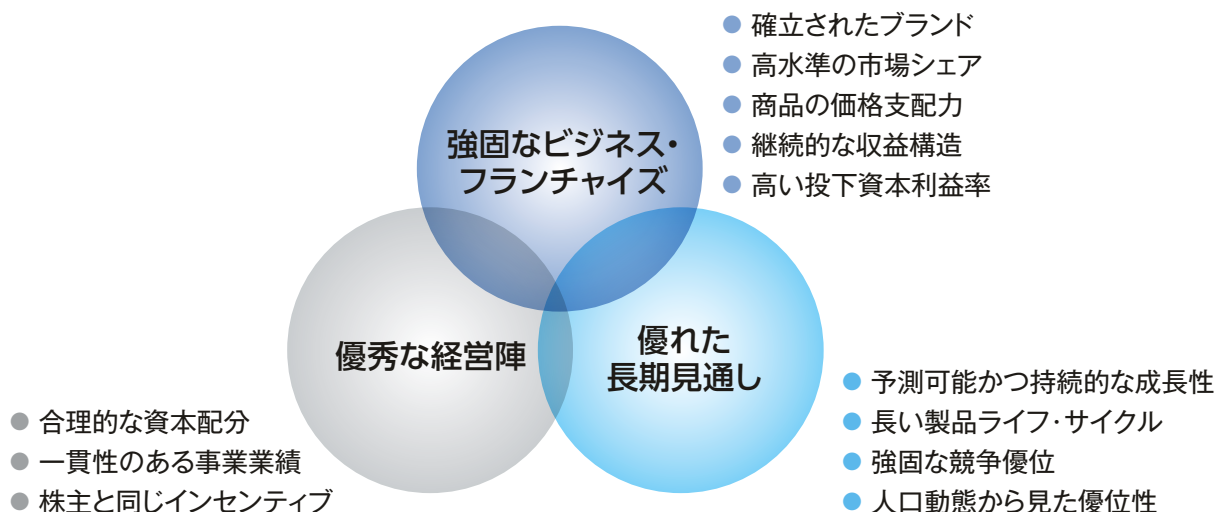 確立されたブランド
高水準の市場シェア
商品の価格支配力
継続的な収益構造
高い投下資本利益率
強固なビジネス・
フランチャイズ
優秀な経営陣
優れた
長期見通し
合理的な資本配分
一貫性のある事業業績
株主と同じインセンティブ
予測可能かつ持続的な成長性
長い製品ライフ・サイクル
強固な競争優位
人口動態から見た優位性